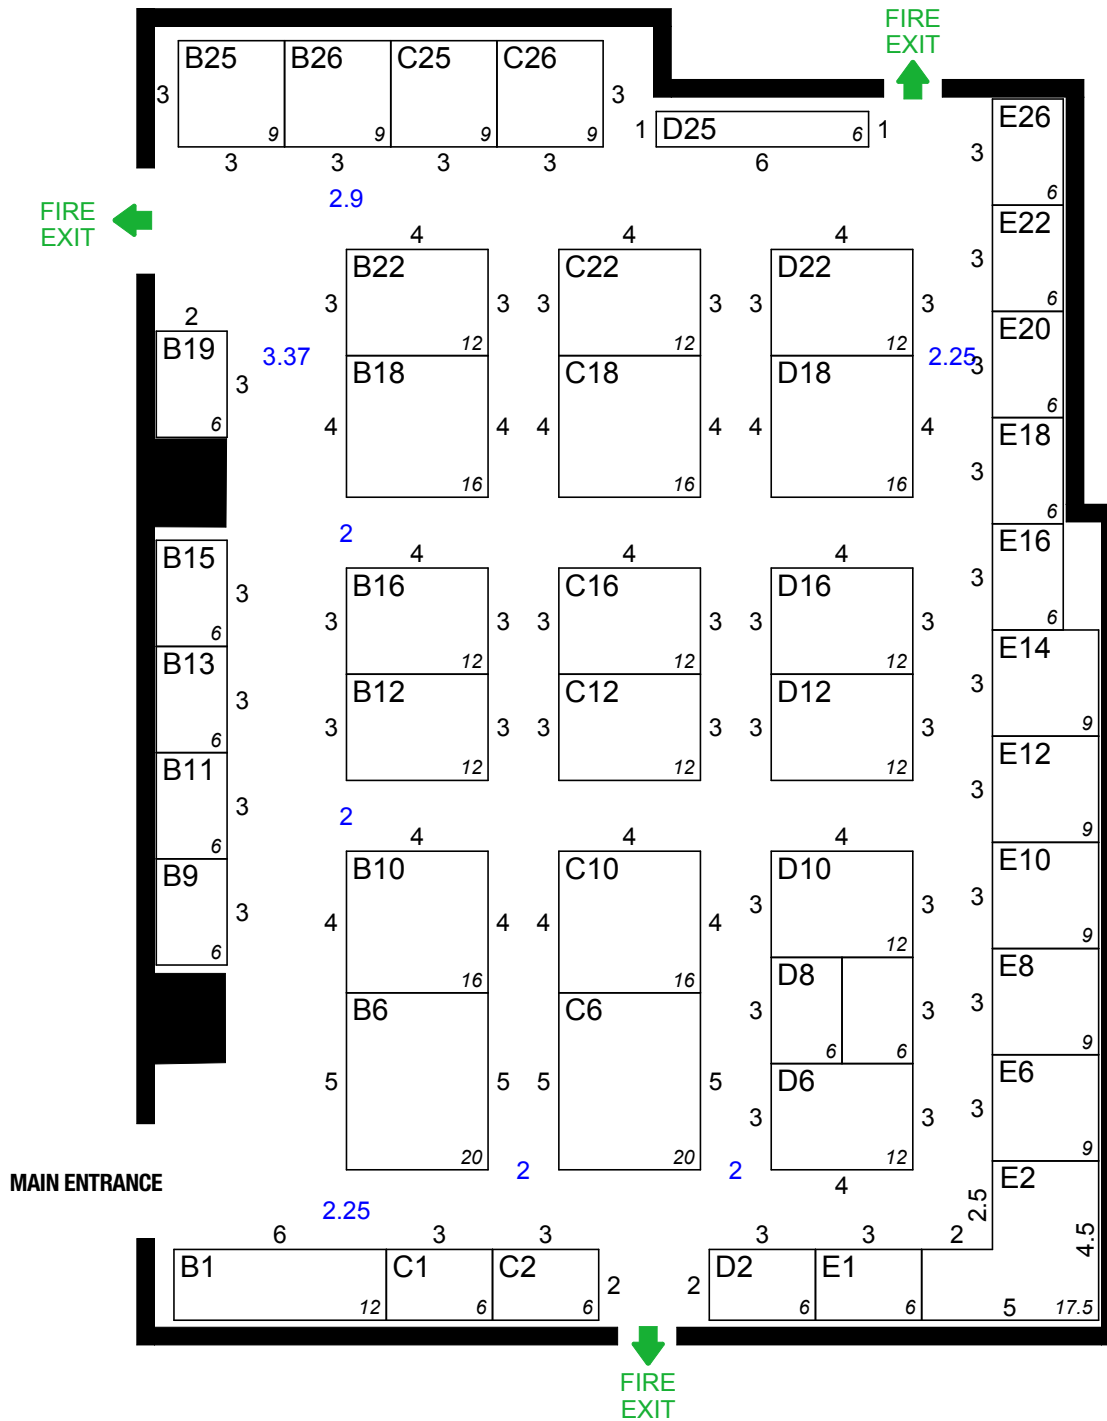 FIRE
EXIT
B25 B26 C25 C26
3 3
9 9 9 9
3 3 3 3
1 D25 6 1
6
E26
3
6
2.9
FIRE
EXIT
E22
3
6
4 4 4
B22 C22 D22
3 3 3 3 3 3
12 12 12
2
B19
3
6
3.37
2.25
E20
3
6
B18 C18 D18
4 4 4 4 4 4
16 16 16
E18
3
6
2
E16
3
6
4 4 4
B15
3
6
B16 C16 D16
3 3 3 3 3 3
12 12 12
E14
3
9
B13
3
6
B12 C12 D12
3 3 3 3 3 3
12 12 12
E12
3
9
B11
3
6
2
4 4 4
E10
3
9
B9
3
6
B10 C10 D10
4 4 4 4 3 3
16 16 12
E8
3
9
D8
3 3
6 6
B6 C6
5 5 5 5
20 20
D6
3 3
12
4
E6
3
9
2 2
MAIN ENTRANCE
E2
2.5
4.5
2.25
6 3 3 3 3 2
B1 C1 C2 2 2 D2 E1
12 6 6 6 6 5 17.5
FIRE
EXIT